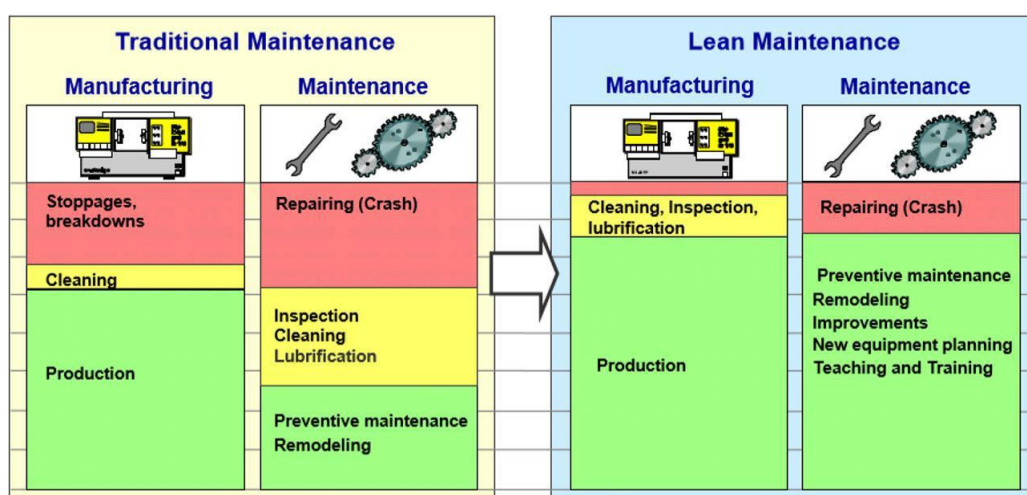 Traditional Maintenance
Manufacturing
Maintenance
Stoppages,
breakdowns
Cleaning
Production
Repairing (Crash)
Inspection
Cleaning
Lubrification
Preventive maintenance
Remodeling
Lean Maintenance
Manufacturing
Maintenance
Cleaning, Inspection,
lubrification
Production
Repairing (Crash)
Preventive maintenance
Remodeling
Improvements
New equipment planning
Teaching and Training